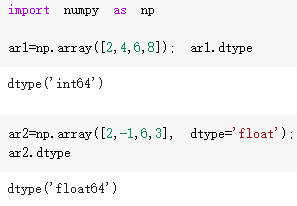 import numpy as np
ar1=np.array([2,4,6,8]); ar1.dtype
dtype('int64')
ar2=np.array([2,-1,6,3], dtype='float');
ar2.dtype
dtype('float64')